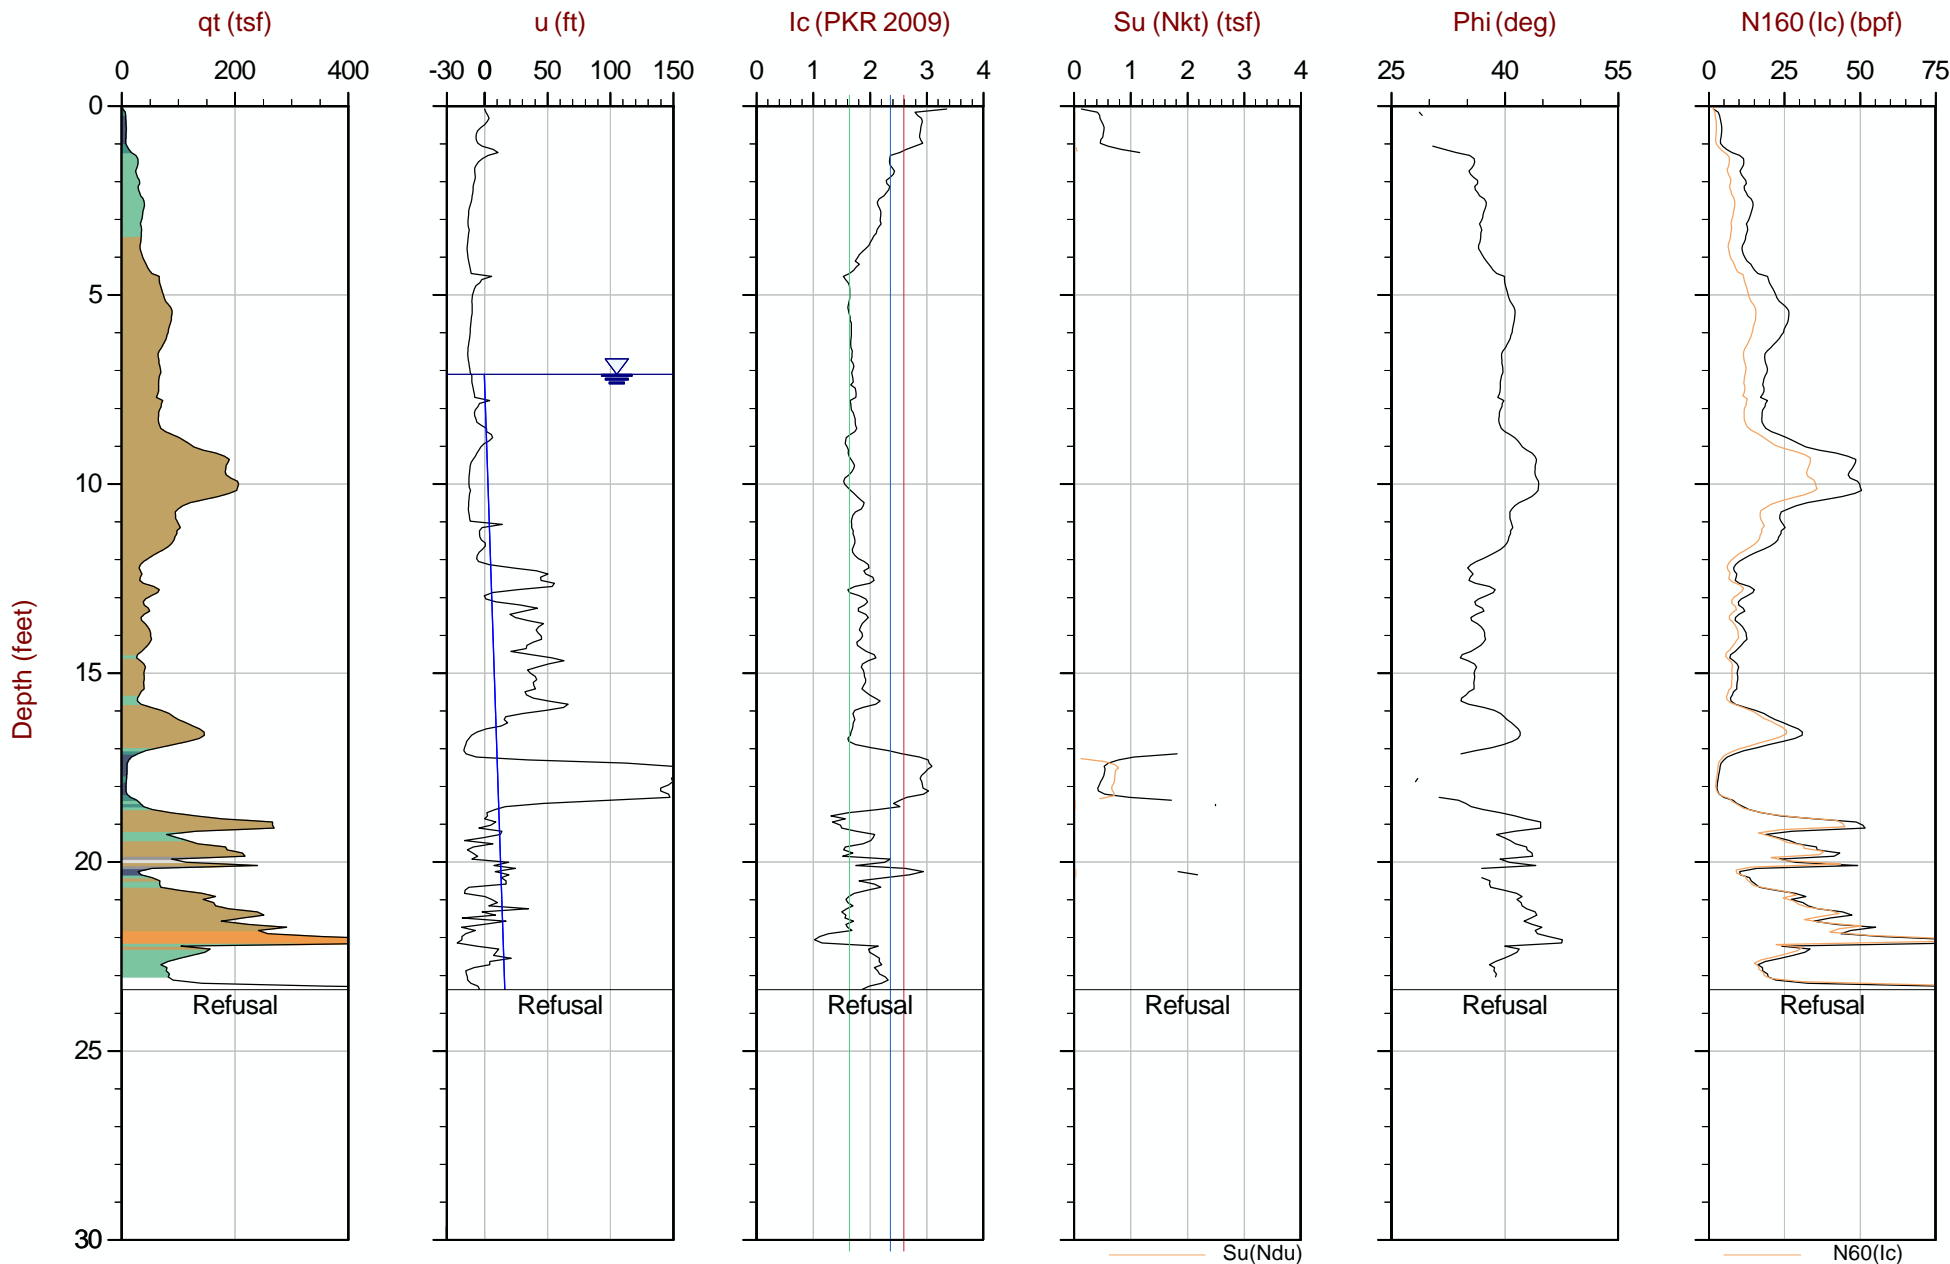 qt (tsf) u (ft) Ic (PKR 2009) Su (Nkt) (tsf) Phi (deg) N160 (Ic) (bpf)
0 200 400 -30 0 50 100 150 0 1 2 3 4 0 1 2 3 4 25 40 55 0 25 50 75
0
5
10
Depth (feet)
15
20
Refusal Refusal Refusal Refusal Refusal Refusal
25
30
Su(Ndu) N60(Ic)